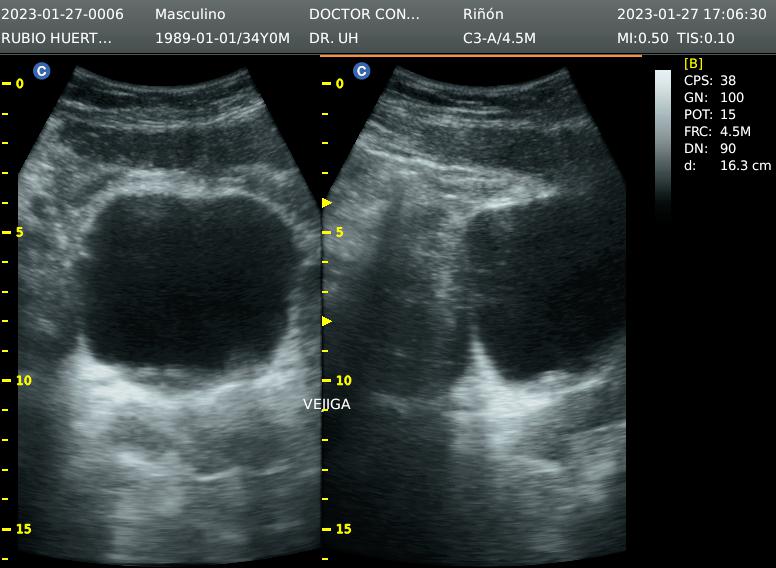 2023-01-27-0006 Masculino DOCTOR CON... Riñón 2023-01-27 17:06:30
RUBIO HUERT... 1989-01-01/34Y0M DR. UH C3-A/4.5M MI:0.50 TIS:0.10
C
C
[B]
CPS: 38
GN: 100
POT: 15
FRC: 4.5M
DN: 90
d: 16.3 cm
0
5
10
15
0
5
10
15
VEJIGA